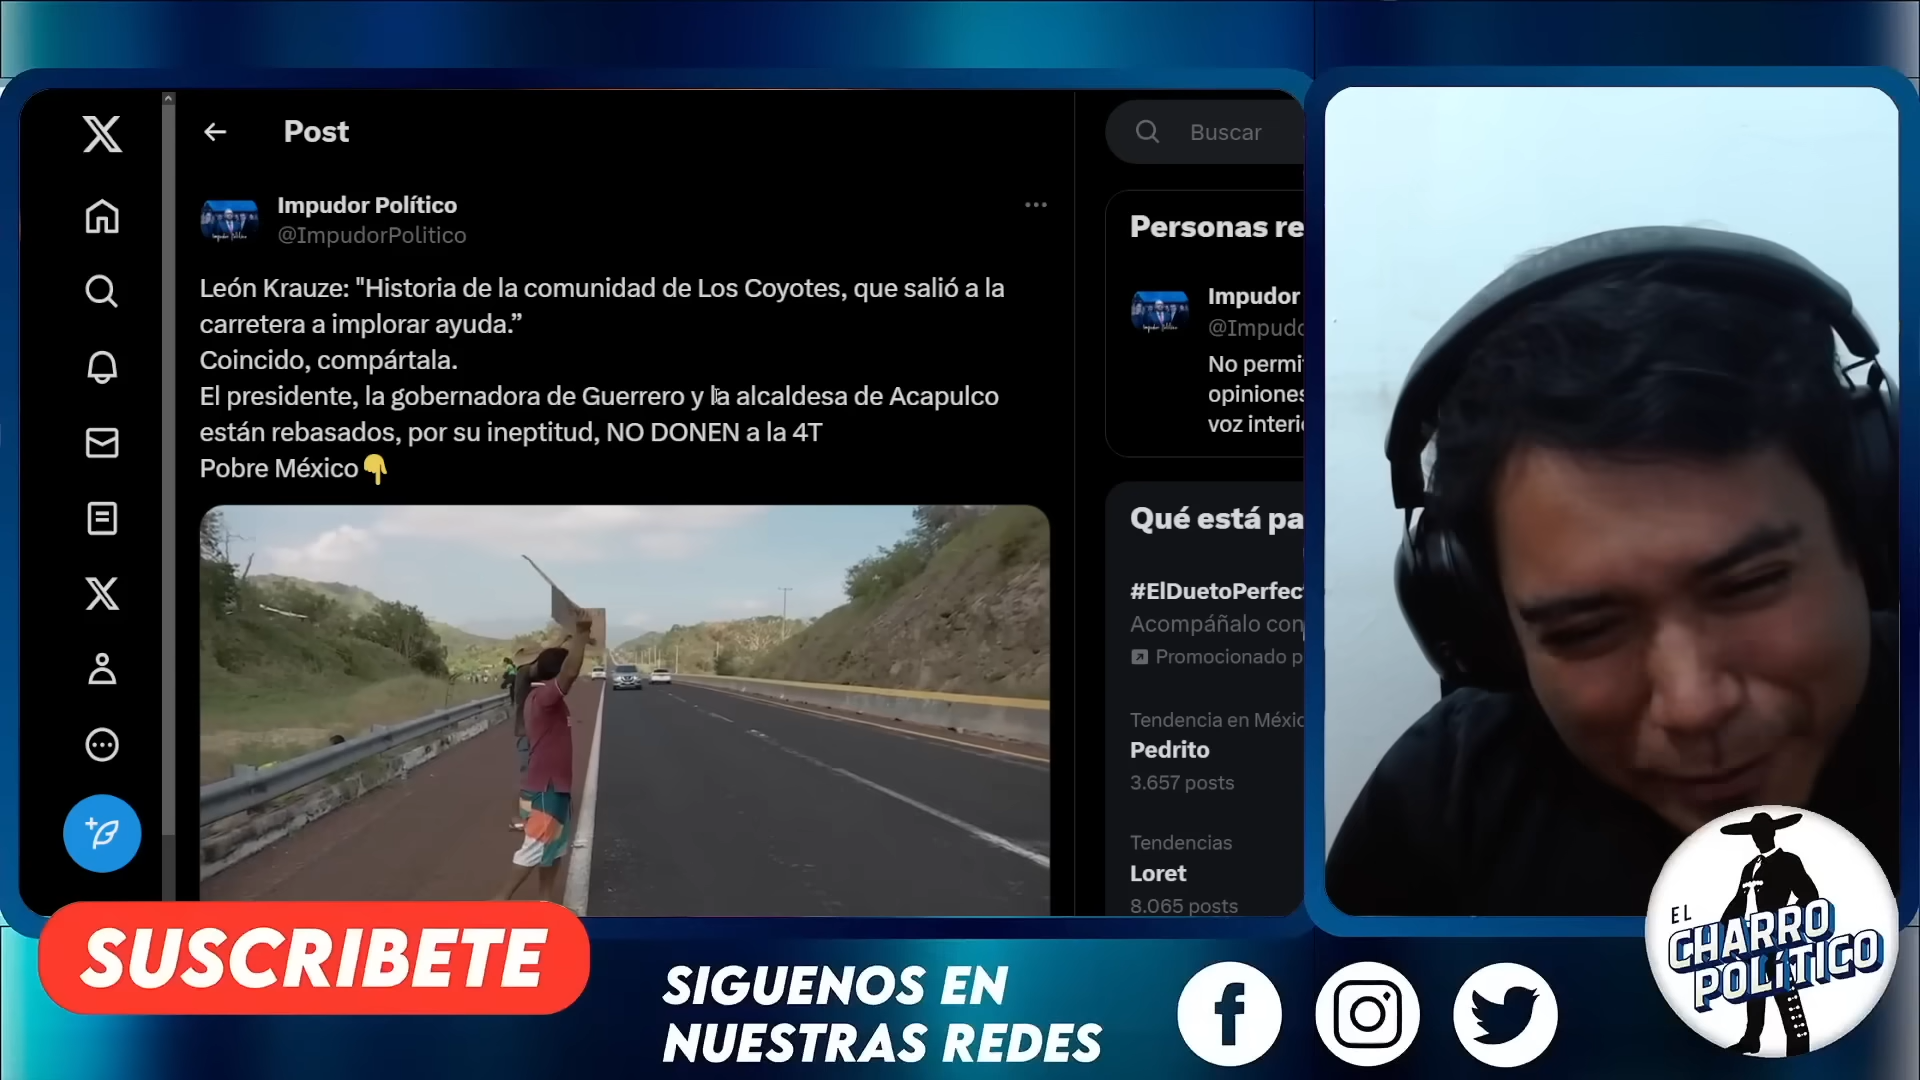 Post
Buscar
Impudor Político
@ImpudorPolitico
León Krauze: "Historia de la comunidad de Los Coyotes, que salió a la
carretera a implorar ayuda.”
Coincido, compártala.
El presidente, la gobernadora de Guerrero y la alcaldesa de Acapulco
están rebasados, por su ineptitud, NO DONEN a la 4T
Pobre México👇
Personas re
Impudor
@Impudo
No permit
opiniones
voz interio
Qué está pa
#ElDuetoPerfect
Acompáñalo con
Promocionado p
Tendencia en Méxic
Pedrito
3.657 posts
Tendencias
Loret
8.065 posts
SUSCRIBETE
SIGUENOS EN
NUESTRAS REDES
EL
CHARRO
POLÍTICO